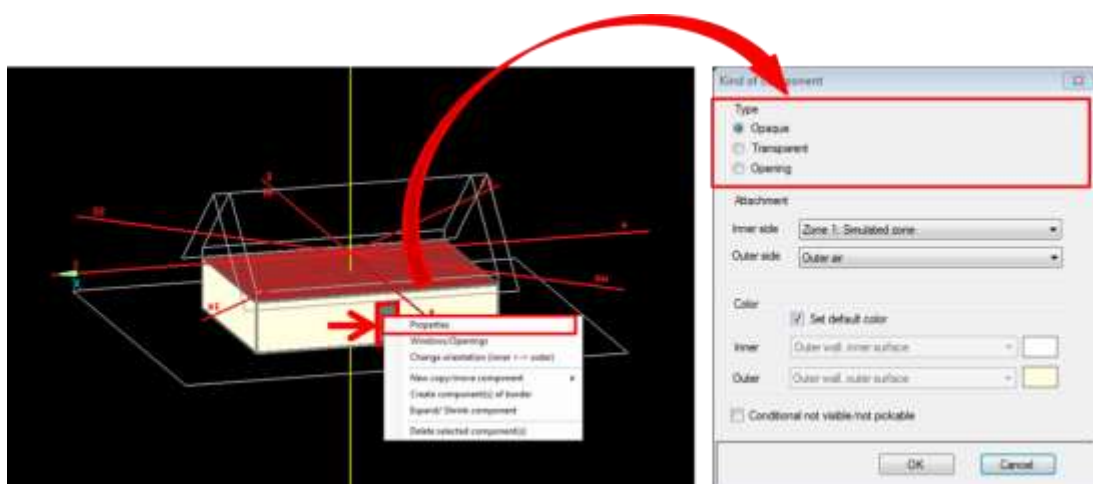 Properties
Windows/Openings
Change orientation (inner <--> outer)
New copy/move component
Create component(s) of border
Expand/ Shrink component
Delete selected component(s)
Kind of component
Type
Opaque
Transparent
Opening
Attachment
Inner side
Zone 1: Simulated zone
Outer side
Outer air
Color
Set default color
Inner
Outer wall, inner surface
Outer
Outer wall, outer surface
Conditional not visible/not pickable
OK
Cancel